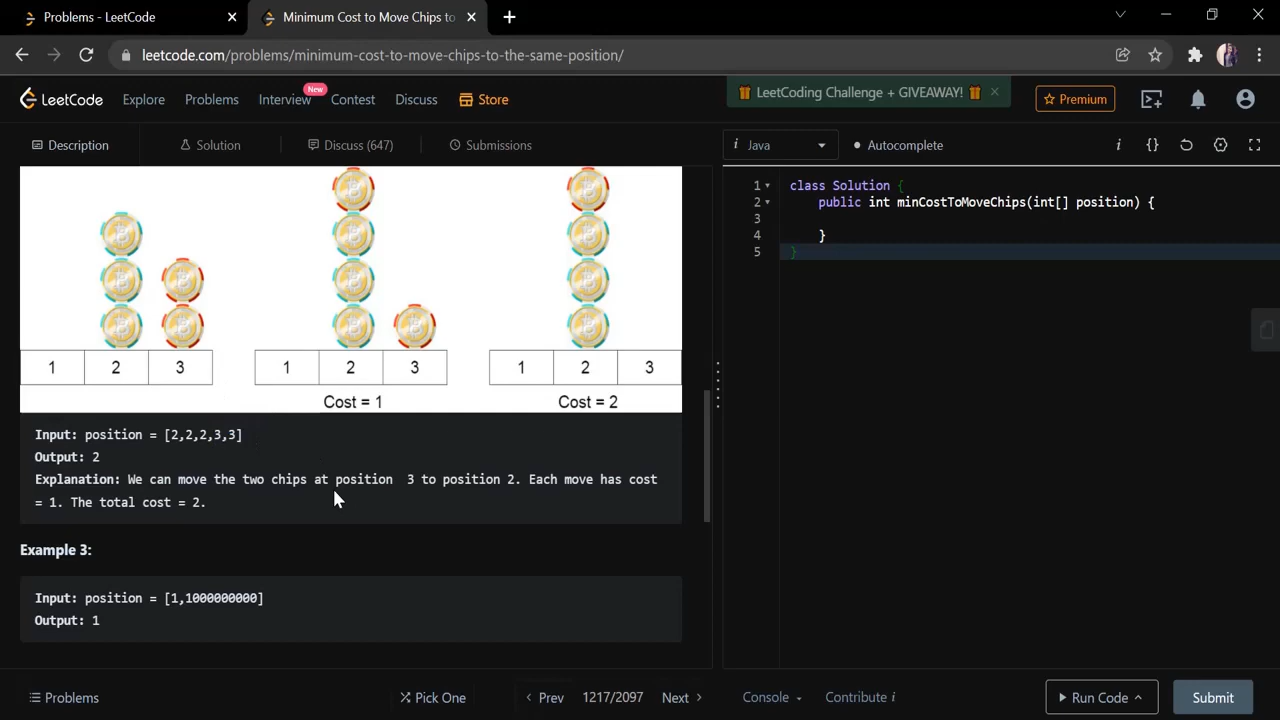 Problems - LeetCode
Minimum Cost to Move Chips to
leetcode.com/problems/minimum-cost-to-move-chips-to-the-same-position/
LeetCode
Explore
Problems
Interview
New
Contest
Discuss
Store
LeetCoding Challenge + GIVEAWAY!
Premium
Description
Solution
Discuss (647)
Submissions
i Java
Autocomplete
1 2 3
1 2 3
1 2 3
Cost = 1
Cost = 2
Input: position = [2,2,2,3,3]
Output: 2
Explanation: We can move the two chips at position  3 to position 2. Each move has cost
= 1. The total cost = 2.
Example 3:
Input: position = [1,1000000000]
Output: 1
1 class Solution {
2 public int minCostToMoveChips(int[] position) {
3
4 }
5 }
Problems
Pick One
Prev
1217/2097
Next
Console
Contribute i
Run Code
Submit